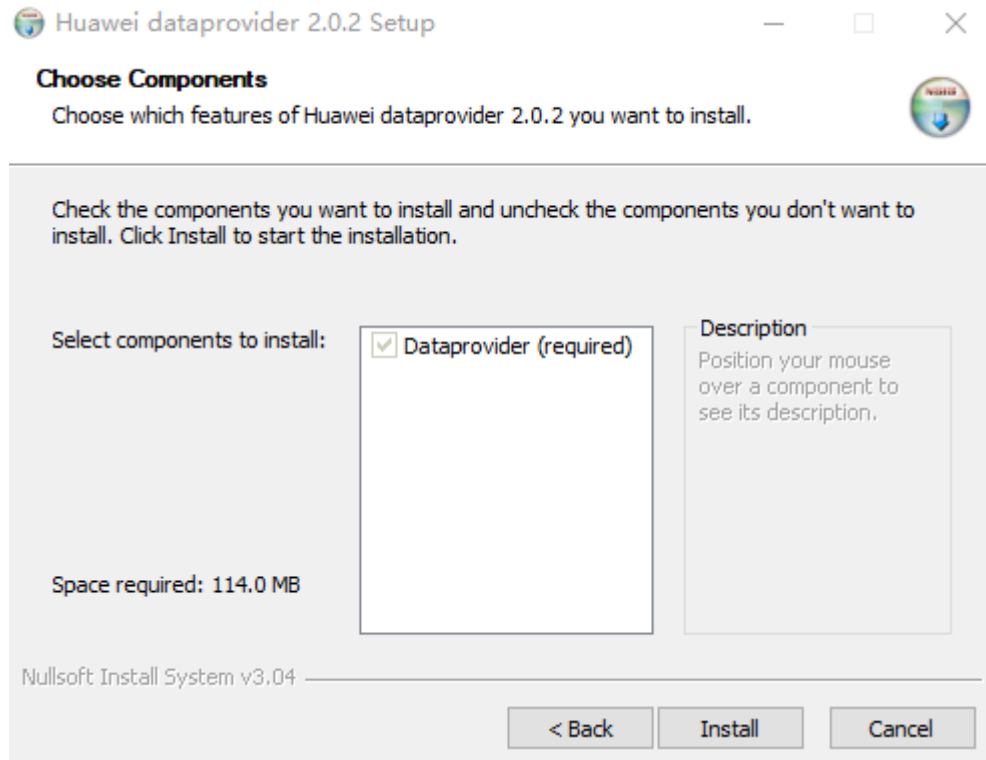 Huawei dataprovider 2.0.2 Setup
Choose Components
Choose which features of Huawei dataprovider 2.0.2 you want to install.
Check the components you want to install and uncheck the components you don't want to
install. Click Install to start the installation.
Select components to install:
Dataprovider (required)
Description
Position your mouse
over a component to
see its description.
Space required: 114.0 MB
Nullsoft Install System v3.04
< Back
Install
Cancel